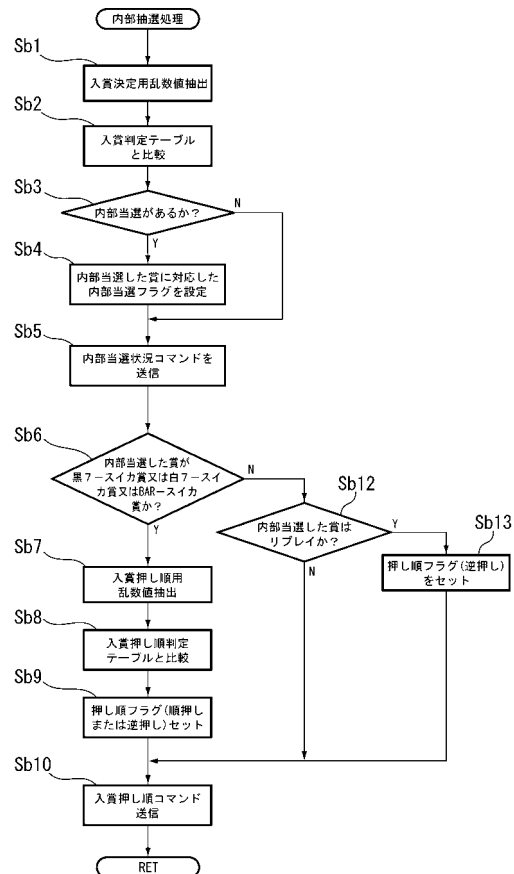 内部抽選処理
Sb1
入賞決定用乱数値抽出
Sb2
入賞判定テーブル
と比較
Sb3
内部当選があるか?
N
Y
Sb4
内部当選した賞に対応した
内部当選フラグを設定
Sb5
内部当選状況コマンドを
送信
Sb6
内部当選した賞が
黒7ースイカ賞又は白7ースイ
カ賞又はBARースイカ
賞か?
N
Y
Sb12
内部当選した賞は
リプレイか?
Y
N
Sb13
押し順フラグ(逆押し)
をセット
Sb7
入賞押し順用
乱数値抽出
Sb8
入賞押し順判定
テーブルと比較
Sb9
押し順フラグ(順押し
または逆押し)セット
Sb10
入賞押し順コマンド
送信
RET